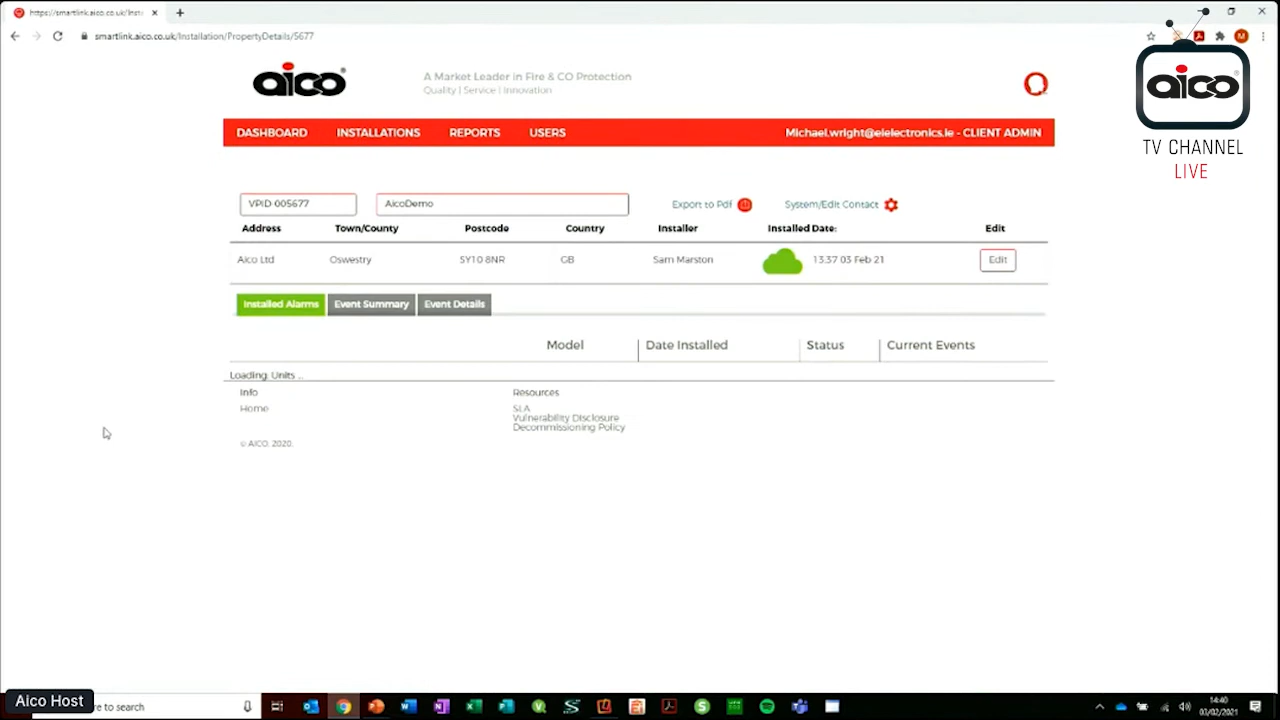 https://smartlink.aico.co.uk/Inst
smartlink.aico.co.uk/Installation/PropertyDetails/5677
M
aico
A Market Leader in Fire & CO Protection
Quality | Service | Innovation
aico
TV CHANNEL
LIVE
DASHBOARD INSTALLATIONS REPORTS USERS Michael.wright@eielectronics.ie - CLIENT ADMIN
VPID 005677 AicoDemo Export to Pdf System/Edit Contact
Address Town/County Postcode Country Installer Installed Date: Edit
Aico Ltd Oswestry SY10 8NR GB Sam Marston 13.37 03 Feb 21 Edit
Installed Alarms Event Summary Event Details
Model Date Installed Status Current Events
Loading: Units ...
Info Resources
Home SLA
Vulnerability Disclosure
Decommissioning Policy
© AICO, 2020.
Aico Host
re to search
14:40
03/02/2021